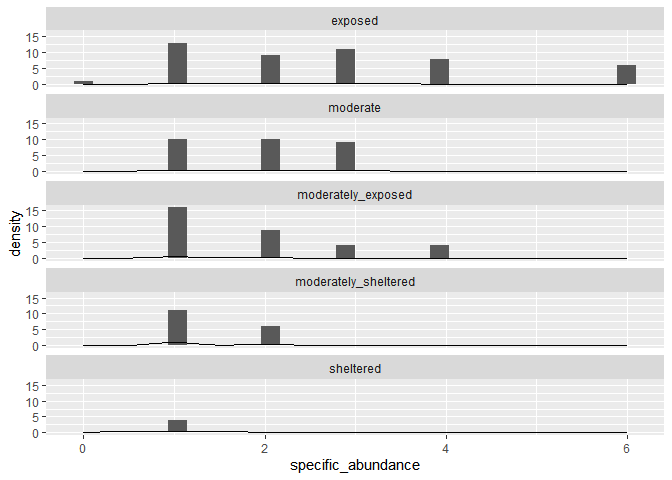 exposed
15
10
5
0
moderate
15
10
5
0
moderately_exposed
15
10
5
0
moderately_sheltered
15
10
5
0
sheltered
15
10
5
0
density
0 2 4 6
specific_abundance